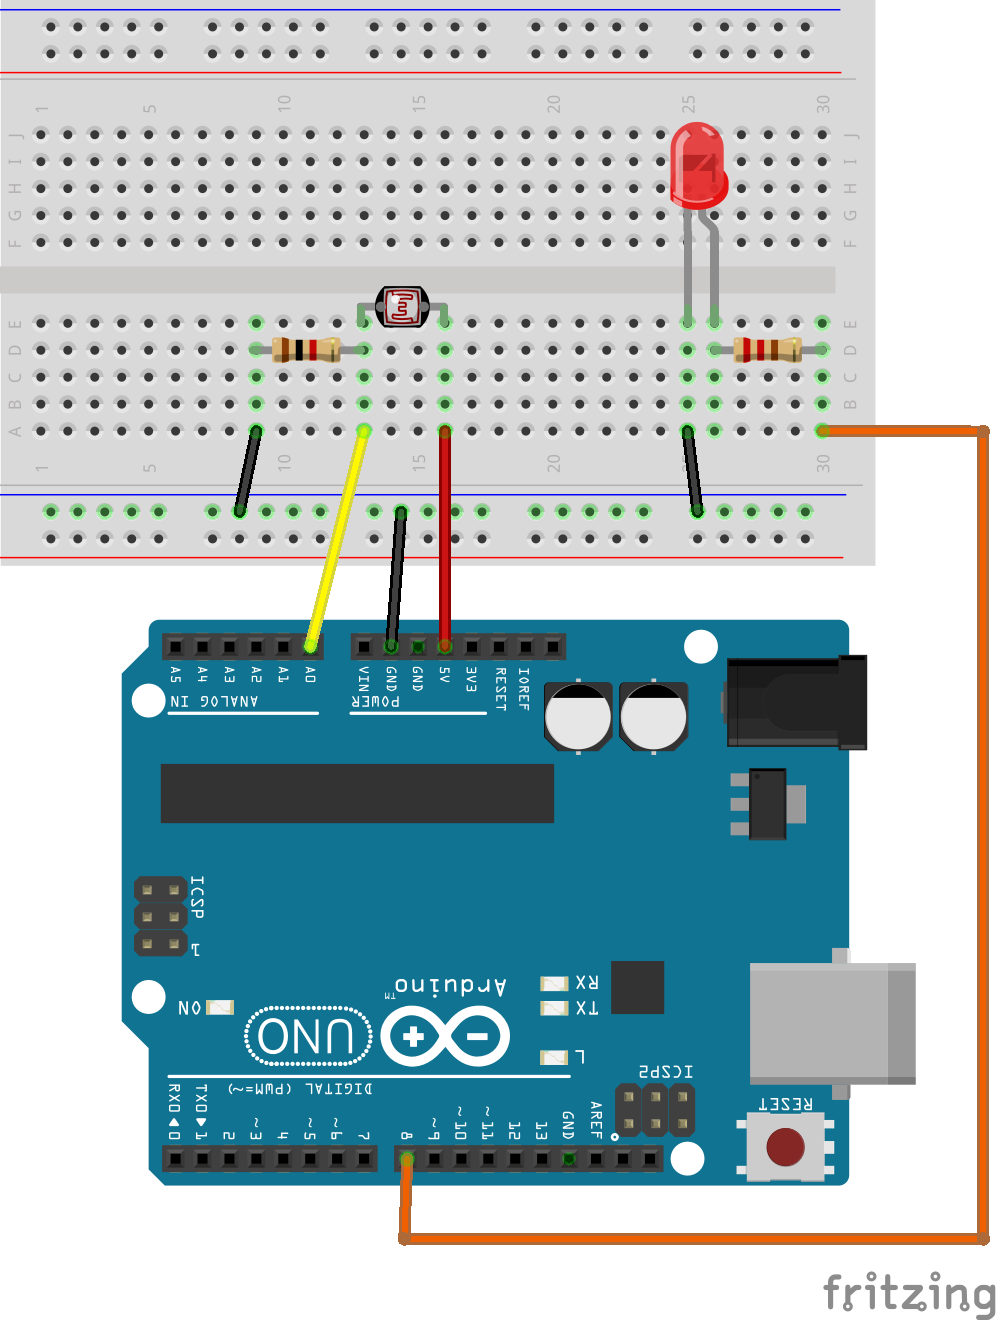 1 5 10 15 20 25 30
J J
I I
H H
G G
F F
E E
D D
C C
B B
A
1 5 10 15 20 30
A5 A4 A3 A2 A1 A0 VIN GND GND 5V 3V3 RESET IOREF
ANALOG IN POWER
ICSP
1
Arduino™
RX
ON
TX
UNO
L
ICSP2
DIGITAL (PWM=~)
RESET
RX0◀0 TX0▶1 2 ~3 4 ~5 ~6 7 8 ~9 ~10 ~11 12 13 GND AREF
fritzing